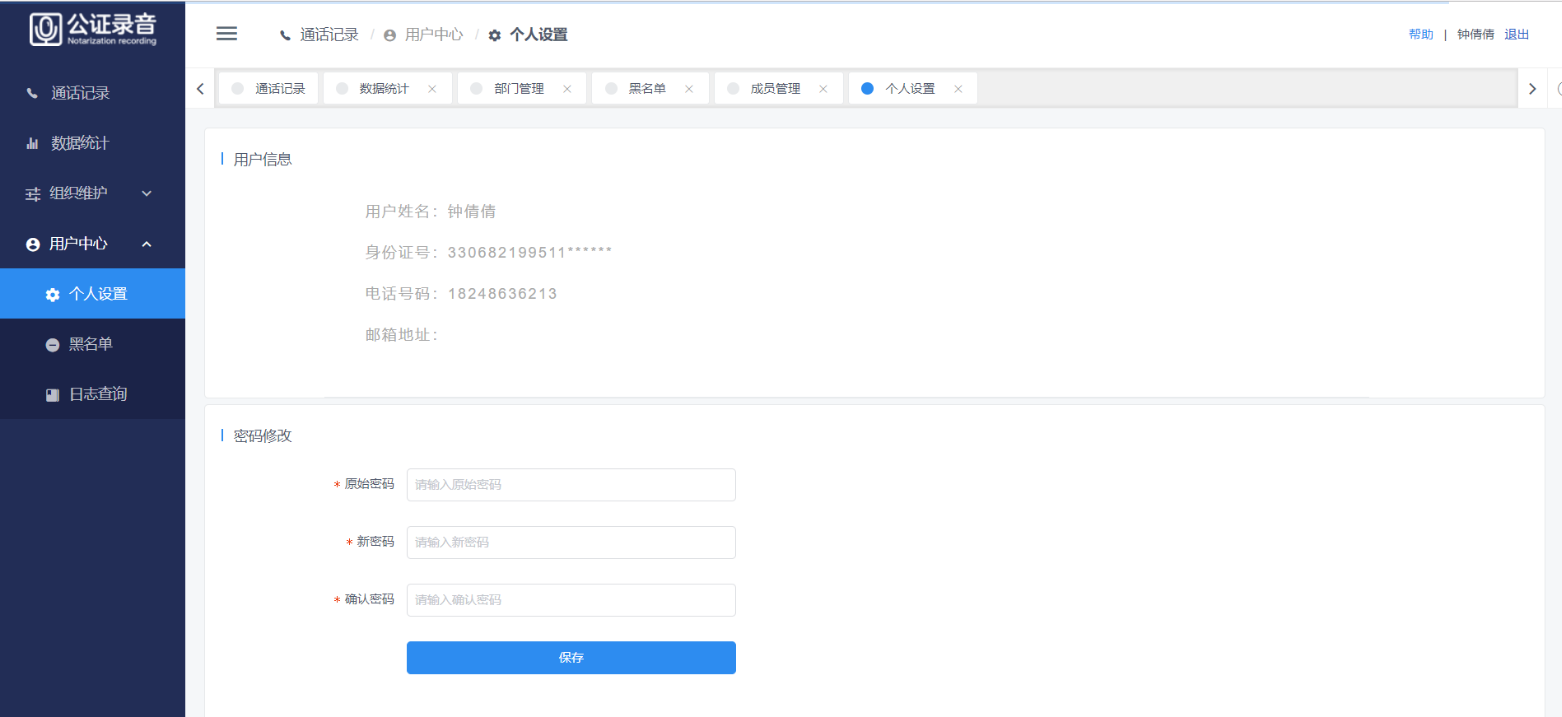 公证录音
Notarization recording
通话记录 / 用户中心 / 个人设置
帮助 | 钟倩倩 退出
通话记录
数据统计
组织维护
用户中心
个人设置
黑名单
日志查询
通话记录 数据统计 部门管理 黑名单 成员管理 个人设置
用户信息
用户姓名：钟倩倩
身份证号：330682199511******
电话号码：18248636213
邮箱地址：
密码修改
* 原始密码 请输入原始密码
* 新密码 请输入新密码
* 确认密码 请输入确认密码
保存